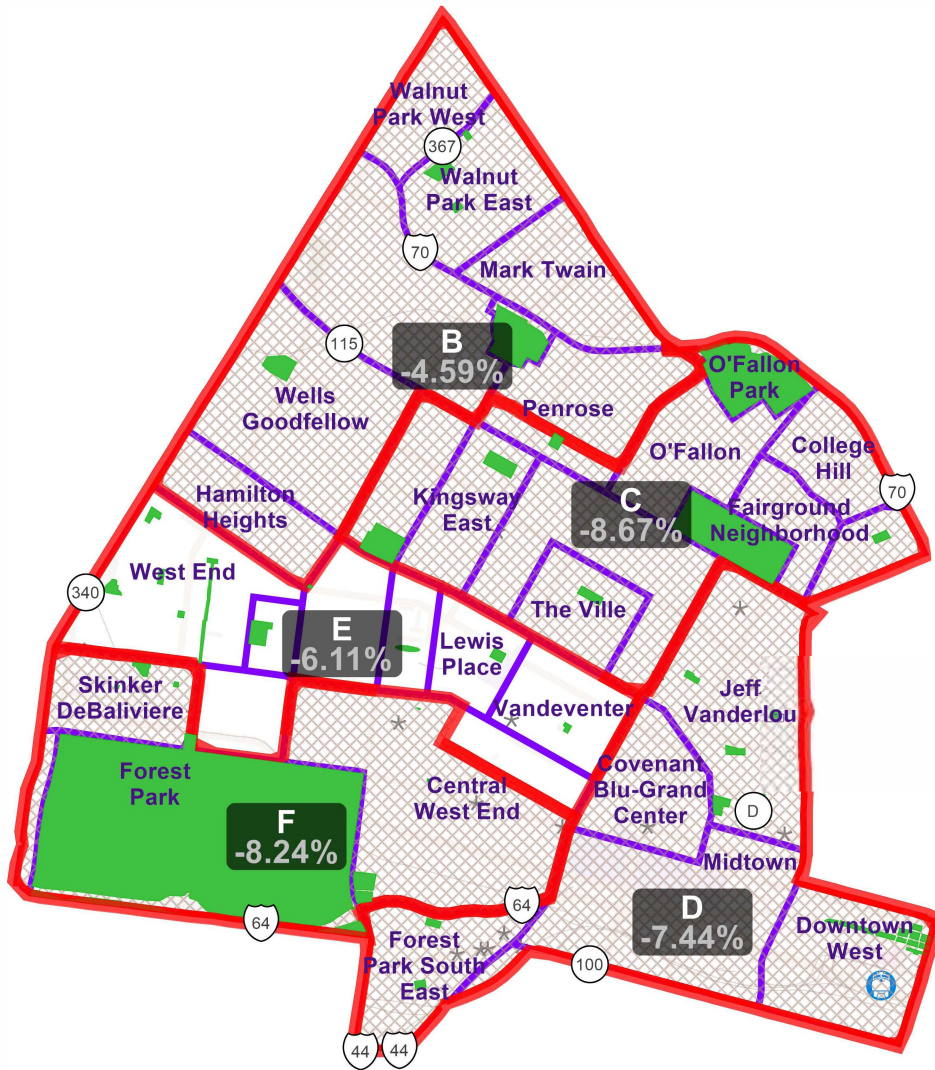 Walnut
Park West
367
Walnut
Park East
70
Mark Twain
115
B
-4.59%
O'Fallon
Park
Wells
Goodfellow
Penrose
O'Fallon
College
Hill
Hamilton
Heights
Kingsway
East
C
-8.67%
Fairground
Neighborhood
70
West End
340
The Ville
E
-6.11%
Lewis
Place
Skinker
DeBaliviere
Vandeventer
Jeff
Vanderlou
Forest
Park
Central
West End
Covenant
Blu-Grand
Center
D
F
-8.24%
Midtown
64
64
D
-7.44%
Downtown
West
Forest
Park South
East
100
44
44